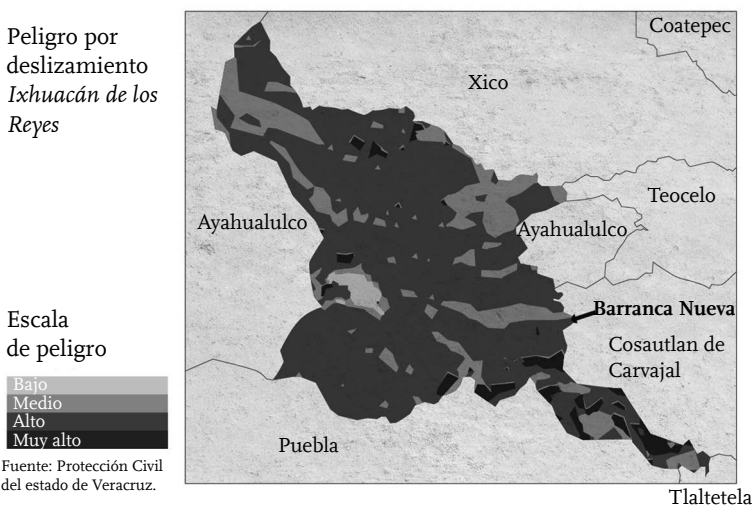 Peligro por
deslizamiento
Ixhuacán de los
Reyes
Coatepec
Xico
Teocelo
Ayahualulco
Ayahualulco
Barranca Nueva
Cosautlan de
Carvajal
Puebla
Tlaltetela
Escala
de peligro
Bajo
Medio
Alto
Muy alto
Fuente: Protección Civil
del estado de Veracruz.